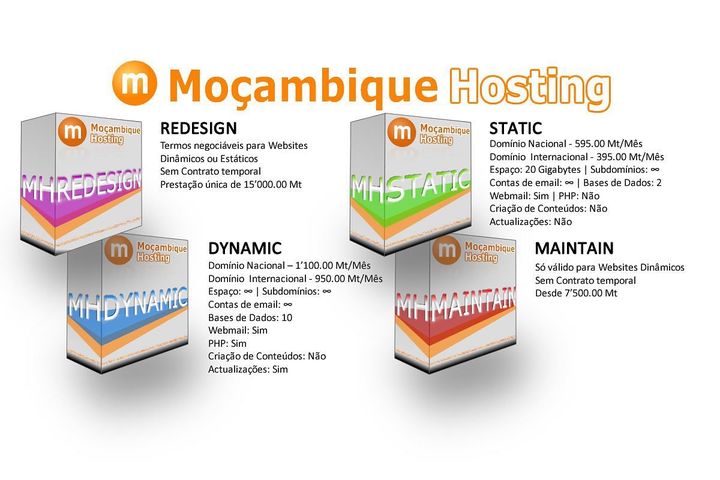 m Moçambique Hosting
m Moçambique
Hosting
MHREDESIGN
REDESIGN
Termos negociáveis para Websites
Dinâmicos ou Estáticos
Sem Contrato temporal
Prestação única de 15’000.00 Mt
m Moçambique
Hosting
MHSTATIC
STATIC
Domínio Nacional - 595.00 Mt/Mês
Domínio Internacional - 395.00 Mt/Mês
Espaço: 20 Gigabytes | Subdomínios: ∞
Contas de email: ∞ | Bases de Dados: 2
Webmail: Sim | PHP: Não
Criação de Conteúdos: Não
Actualizações: Não
m Moçambique
Hosting
MHDYNAMIC
DYNAMIC
Domínio Nacional – 1’100.00 Mt/Mês
Domínio Internacional - 950.00 Mt/Mês
Espaço: ∞ | Subdomínios: ∞
Contas de email: ∞
Bases de Dados: 10
Webmail: Sim
PHP: Sim
Criação de Conteúdos: Não
Actualizações: Sim
m Moçambique
Hosting
MHMAINTAIN
MAINTAIN
Só válido para Websites Dinâmicos
Sem Contrato temporal
Desde 7’500.00 Mt